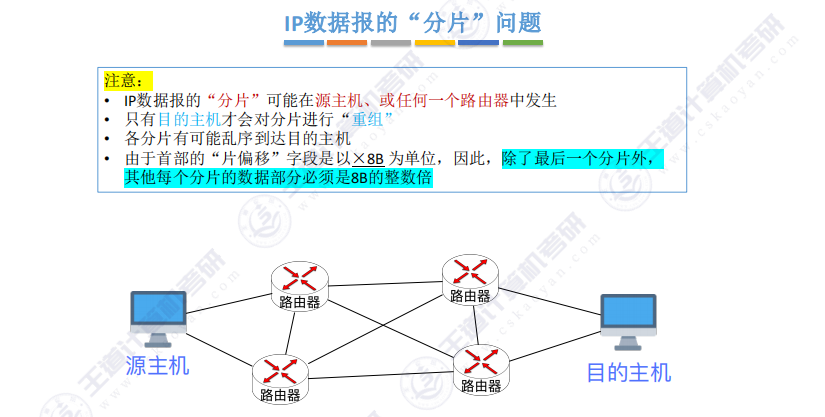 IP数据报的“分片”问题
注意：
• IP数据报的“分片”可能在源主机、或任何一个路由器中发生
• 只有目的主机才会对分片进行“重组”
• 各分片有可能乱序到达目的主机
• 由于首部的“片偏移”字段是以×8B 为单位，因此，除了最后一个分片外，
其他每个分片的数据部分必须是8B的整数倍
路由器
路由器
源主机
目的主机
路由器
路由器
王道计算机考研
www.cskaoyan.com